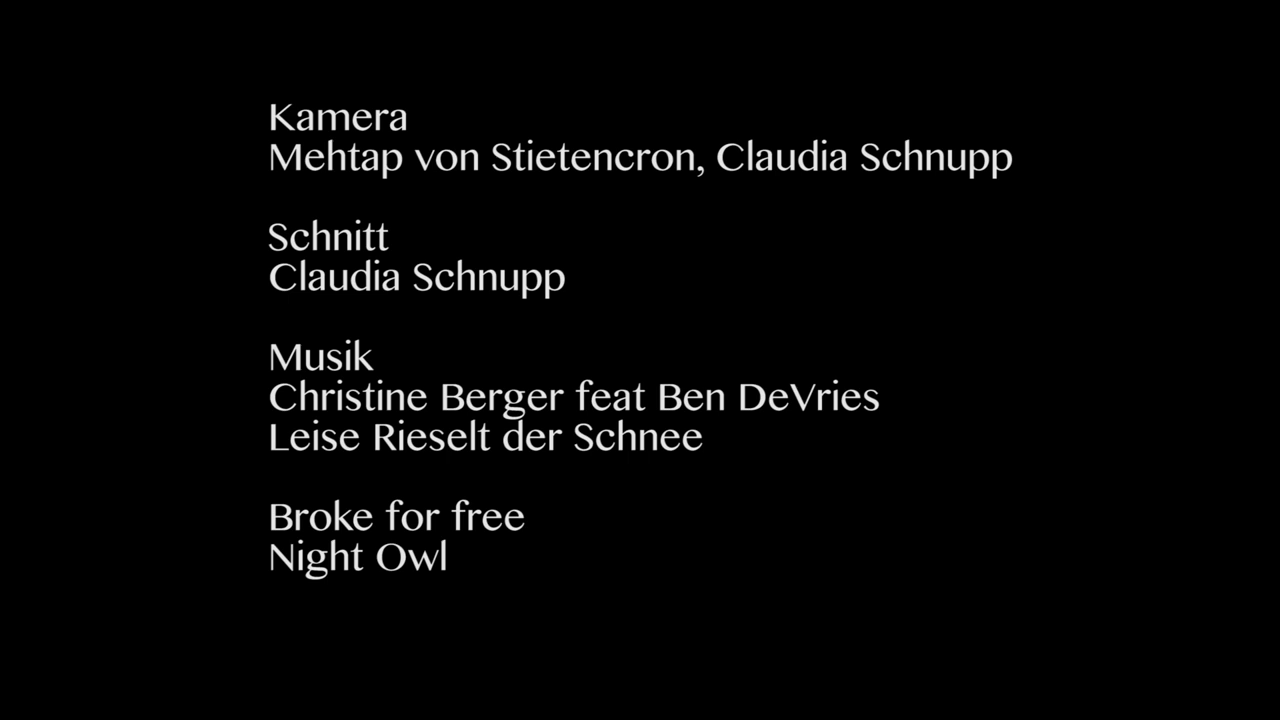 Kamera
Mehtap von Stietencron, Claudia Schnupp
Schnitt
Claudia Schnupp
Musik
Christine Berger feat Ben DeVries
Leise Rieselt der Schnee
Broke for free
Night Owl